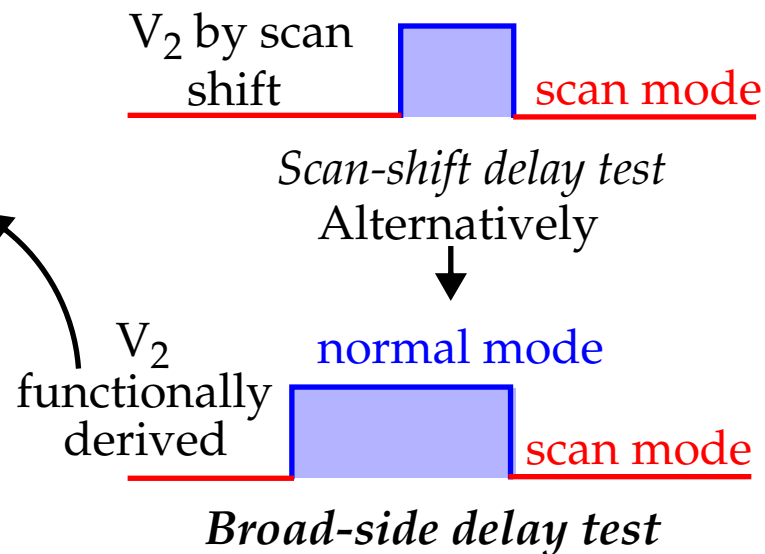 V₂ by scan
shift
scan mode
Scan-shift delay test
Alternatively
V₂
functionally
derived
normal mode
scan mode
Broad-side delay test